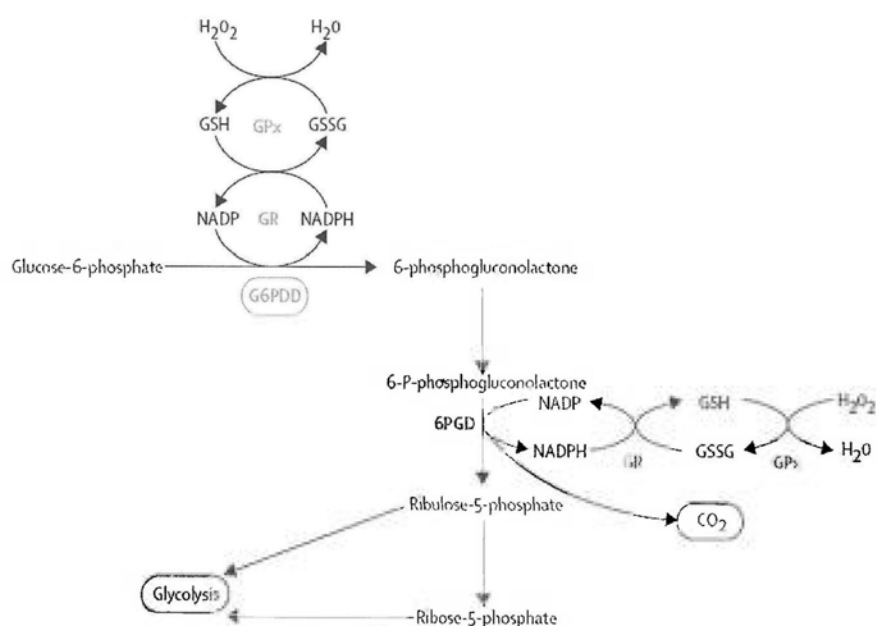 H2O2 H2O
GSH GPx GSSG
NADP GR NADPH
Glucose-6-phosphate 6-phosphogluconolactone
G6PDD
6-P-phosphogluconolactone
NADP GSH H2O2
6PGD
NADPH GR GSSG GPx H2O
Ribulose-5-phosphate
CO2
Glycolysis
Ribose-5-phosphate